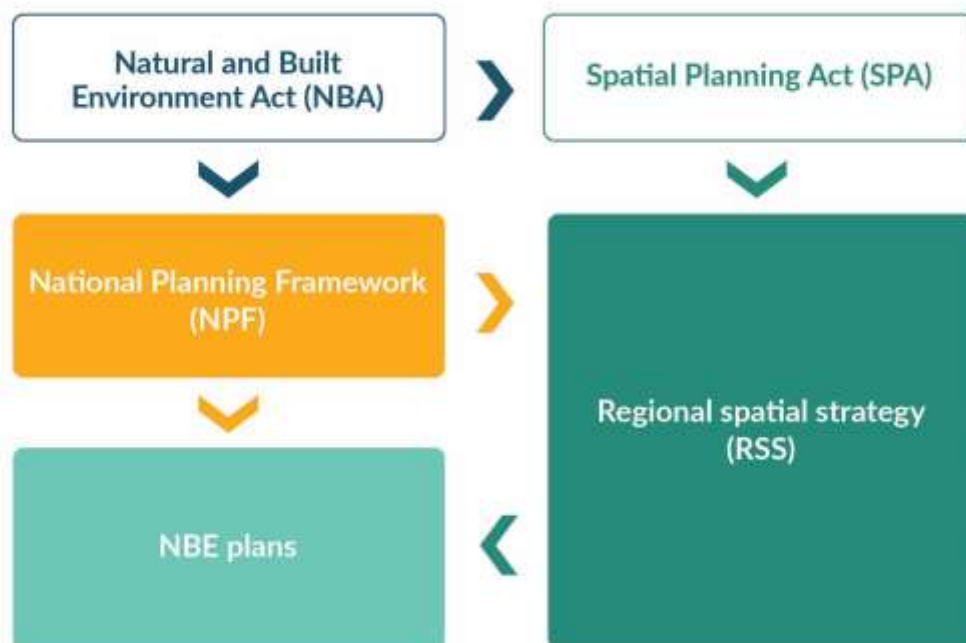 Natural and Built
Environment Act (NBA)
Spatial Planning Act (SPA)
National Planning Framework
(NPF)
Regional spatial strategy
(RSS)
NBE plans